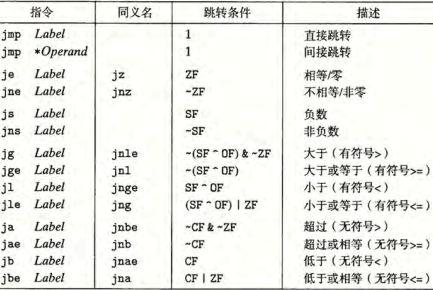 指令 同义名 跳转条件 描述
jmp Label 1 直接跳转
jmp *Operand 1 间接跳转
je Label jz ZF 相等/零
jne Label jnz ~ZF 不相等/非零
js Label SF 负数
jns Label ~SF 非负数
jg Label jnle ~(SF ^ OF) & ~ZF 大于（有符号>）
jge Label jnl ~(SF ^ OF) 大于或等于（有符号>=）
jl Label jnge SF ^ OF 小于（有符号<）
jle Label jng (SF ^ OF) | ZF 小于或等于（有符号<=）
ja Label jnbe ~CF & ~ZF 超过（无符号>）
jae Label jnb ~CF 超过或相等（无符号>=）
jb Label jnae CF 低于（无符号<）
jbe Label jna CF | ZF 低于或相等（无符号<=）